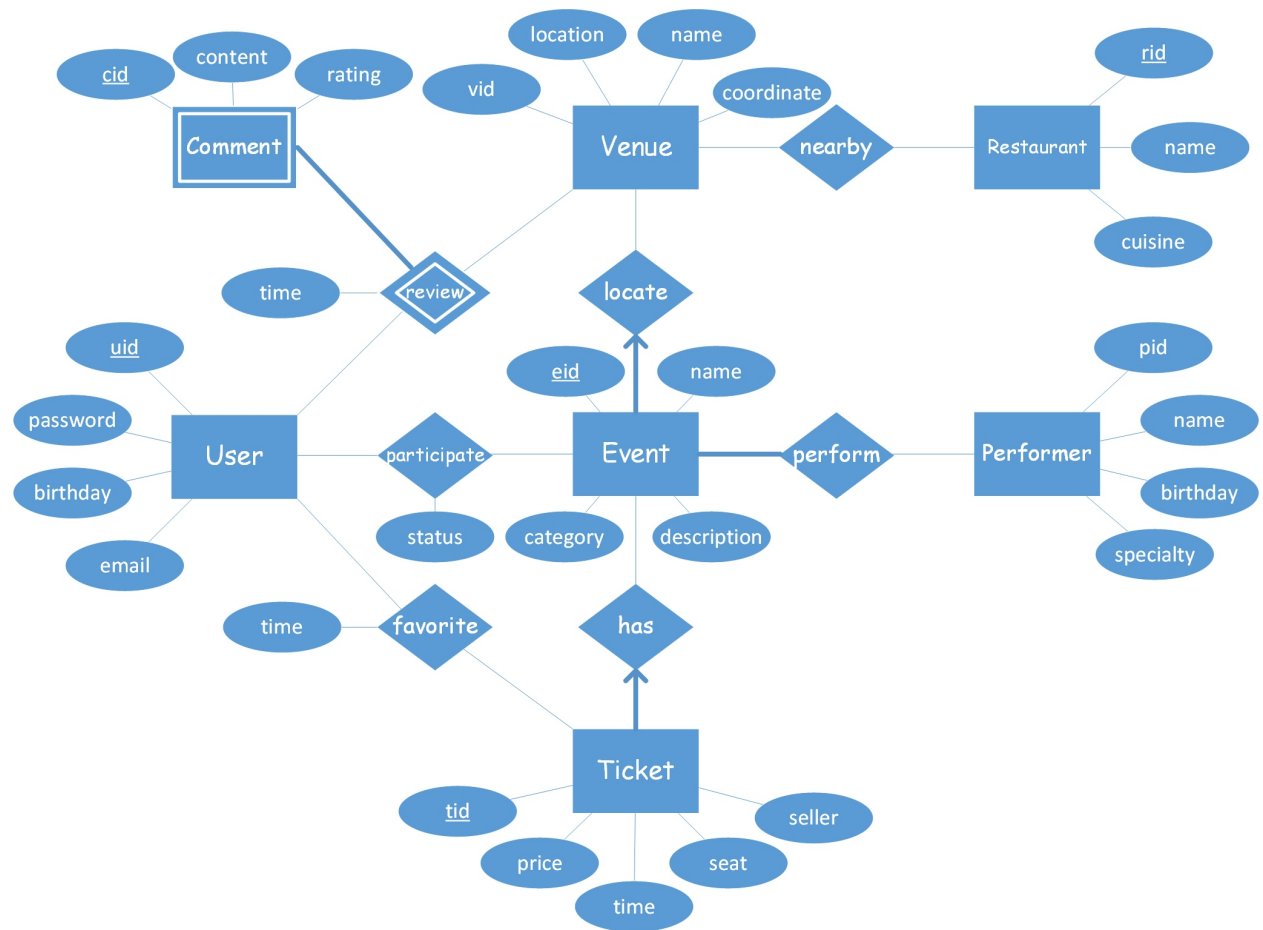 location
name
rid
content
cid
rating
vid
coordinate
Comment
Venue
nearby
Restaurant
name
cuisine
time
review
locate
uid
pid
eid
name
password
name
User
participate
Event
perform
Performer
birthday
birthday
status
category
description
email
specialty
time
favorite
has
Ticket
tid
seller
price
seat
time